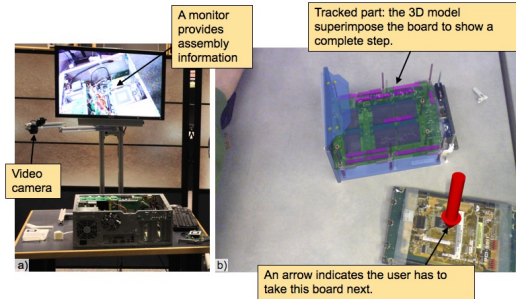 A monitor
provides
assembly
information
Tracked part: the 3D model
superimpose the board to show a
complete step.
Video
camera
a)
b)
An arrow indicates the user has to
take this board next.